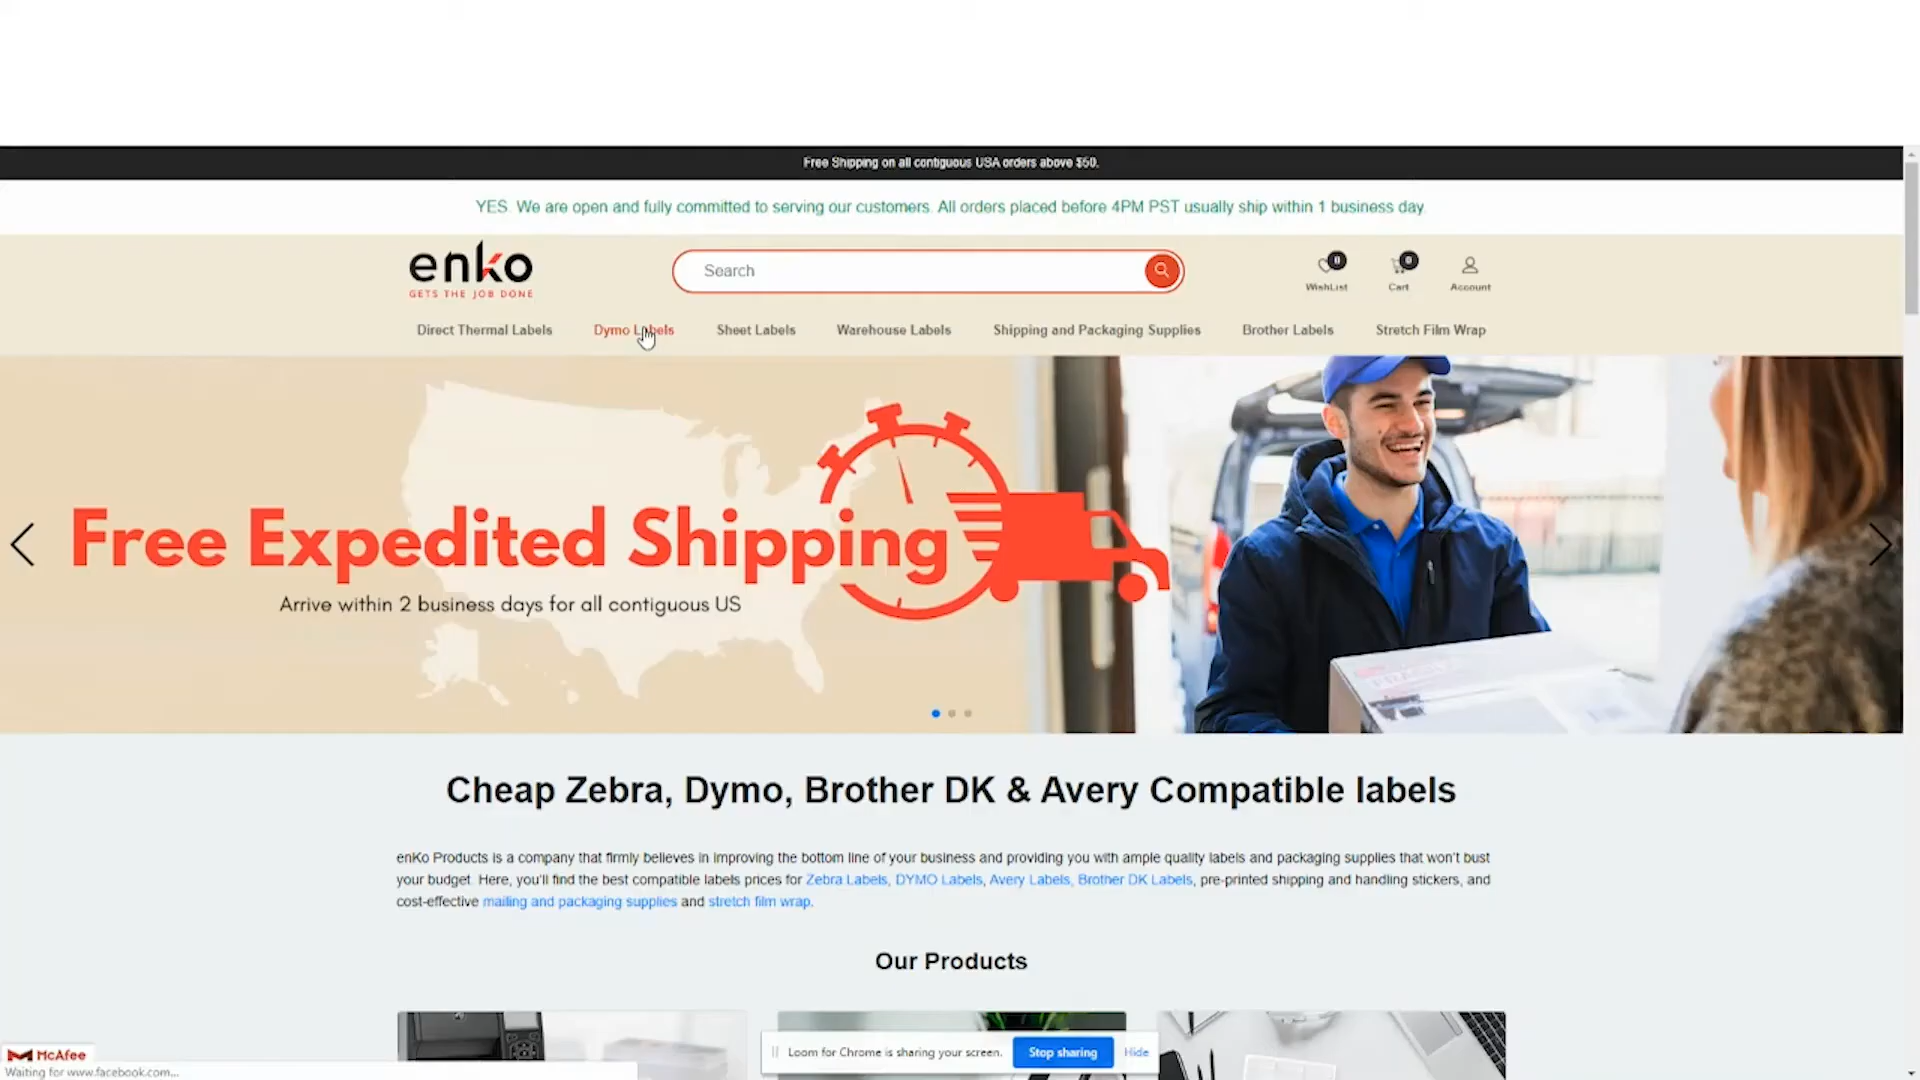 Free Shipping on all contiguous USA orders above $50.
YES. We are open and fully committed to serving our customers. All orders placed before 4PM PST usually ship within 1 business day.
enko
GETS THE JOB DONE
Search
0
0
WishList
Cart
Account
Direct Thermal Labels
Dymo Labels
Sheet Labels
Warehouse Labels
Shipping and Packaging Supplies
Brother Labels
Stretch Film Wrap
Free Expedited Shipping
Arrive within 2 business days for all contiguous US
Cheap Zebra, Dymo, Brother DK & Avery Compatible labels
enKo Products is a company that firmly believes in improving the bottom line of your business and providing you with ample quality labels and packaging supplies that won't bust
your budget. Here, you'll find the best compatible labels prices for Zebra Labels, DYMO Labels, Avery Labels, Brother DK Labels, pre-printed shipping and handling stickers, and
cost-effective mailing and packaging supplies and stretch film wrap.
Our Products
Loom for Chrome is sharing your screen.
Stop sharing
Hide
McAfee
Waiting for www.facebook.com...